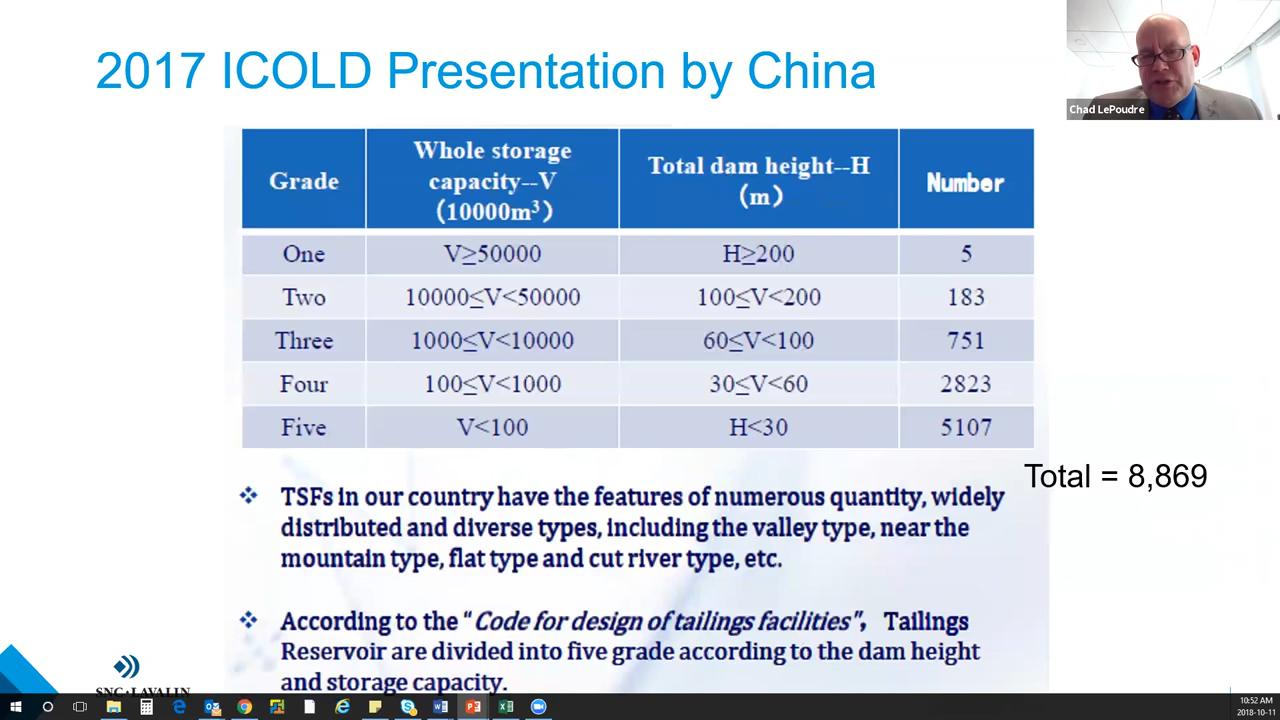 2017 ICOLD Presentation by China
Chad LePoudre
Grade
Whole storage
capacity--V
(10000m³)
Total dam height--H
(m)
Number
One V≥50000 H≥200 5
Two 10000≤V<50000 100≤V<200 183
Three 1000≤V<10000 60≤V<100 751
Four 100≤V<1000 30≤V<60 2823
Five V<100 H<30 5107
Total = 8,869
❖ TSFs in our country have the features of numerous quantity, widely
distributed and diverse types, including the valley type, near the
mountain type, flat type and cut river type, etc.
❖ According to the “Code for design of tailings facilities”, Tailings
Reservoir are divided into five grade according to the dam height
and storage capacity.
SNC·LAVALIN
10:52 AM
2018-10-11